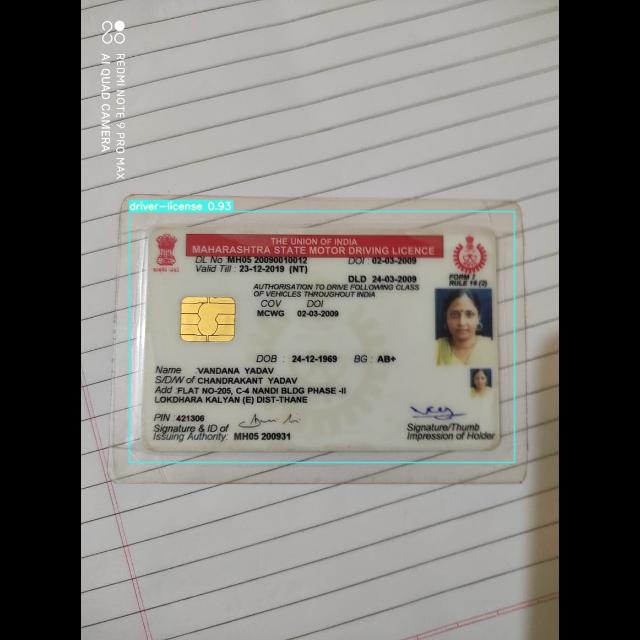 REDMI NOTE 9 PRO MAX
AI QUAD CAMERA
driver-license 0.93
THE UNION OF INDIA
MAHARASHTRA STATE MOTOR DRIVING LICENCE
DL No MH05 20090010012 DOI : 02-03-2009
Valid Till : 23-12-2019 (NT)
DLD 24-03-2009
FORM 7
RULE 16 (2)
AUTHORISATION TO DRIVE FOLLOWING CLASS
OF VEHICLES THROUGHOUT INDIA
COV DOI
MCWG 02-03-2009
DOB : 24-12-1969 BG : AB+
Name VANDANA YADAV
S/D/W of CHANDRAKANT YADAV
Add :FLAT NO-205, C-4 NANDI BLDG PHASE -II
LOKDHARA KALYAN (E) DIST-THANE
PIN :421306
Signature & ID of
Issuing Authority: MH05 200931
Signature/Thumb
Impression of Holder